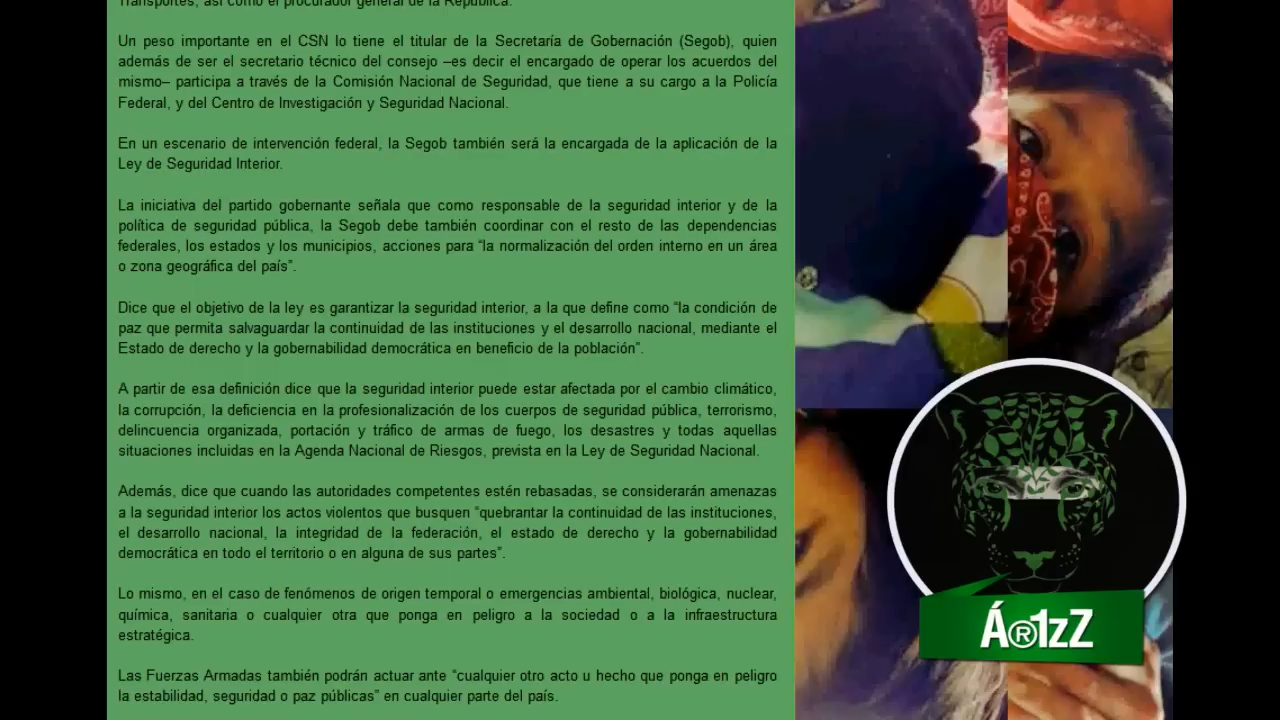 Transportes, así como el procurador general de la República.
Un peso importante en el CSN lo tiene el titular de la Secretaría de Gobernación (Segob), quien
además de ser el secretario técnico del consejo –es decir el encargado de operar los acuerdos del
mismo– participa a través de la Comisión Nacional de Seguridad, que tiene a su cargo a la Policía
Federal, y del Centro de Investigación y Seguridad Nacional.
En un escenario de intervención federal, la Segob también será la encargada de la aplicación de la
Ley de Seguridad Interior.
La iniciativa del partido gobernante señala que como responsable de la seguridad interior y de la
política de seguridad pública, la Segob debe también coordinar con el resto de las dependencias
federales, los estados y los municipios, acciones para “la normalización del orden interno en un área
o zona geográfica del país”.
Dice que el objetivo de la ley es garantizar la seguridad interior, a la que define como “la condición de
paz que permita salvaguardar la continuidad de las instituciones y el desarrollo nacional, mediante el
Estado de derecho y la gobernabilidad democrática en beneficio de la población”.
A partir de esa definición dice que la seguridad interior puede estar afectada por el cambio climático,
la corrupción, la deficiencia en la profesionalización de los cuerpos de seguridad pública, terrorismo,
delincuencia organizada, portación y tráfico de armas de fuego, los desastres y todas aquellas
situaciones incluidas en la Agenda Nacional de Riesgos, prevista en la Ley de Seguridad Nacional.
Además, dice que cuando las autoridades competentes estén rebasadas, se considerarán amenazas
a la seguridad interior los actos violentos que busquen “quebrantar la continuidad de las instituciones,
el desarrollo nacional, la integridad de la federación, el estado de derecho y la gobernabilidad
democrática en todo el territorio o en alguna de sus partes”.
Lo mismo, en el caso de fenómenos de origen temporal o emergencias ambiental, biológica, nuclear,
química, sanitaria o cualquier otra que ponga en peligro a la sociedad o a la infraestructura
estratégica.
Las Fuerzas Armadas también podrán actuar ante “cualquier otro acto u hecho que ponga en peligro
la estabilidad, seguridad o paz públicas” en cualquier parte del país.
Á®1zZ